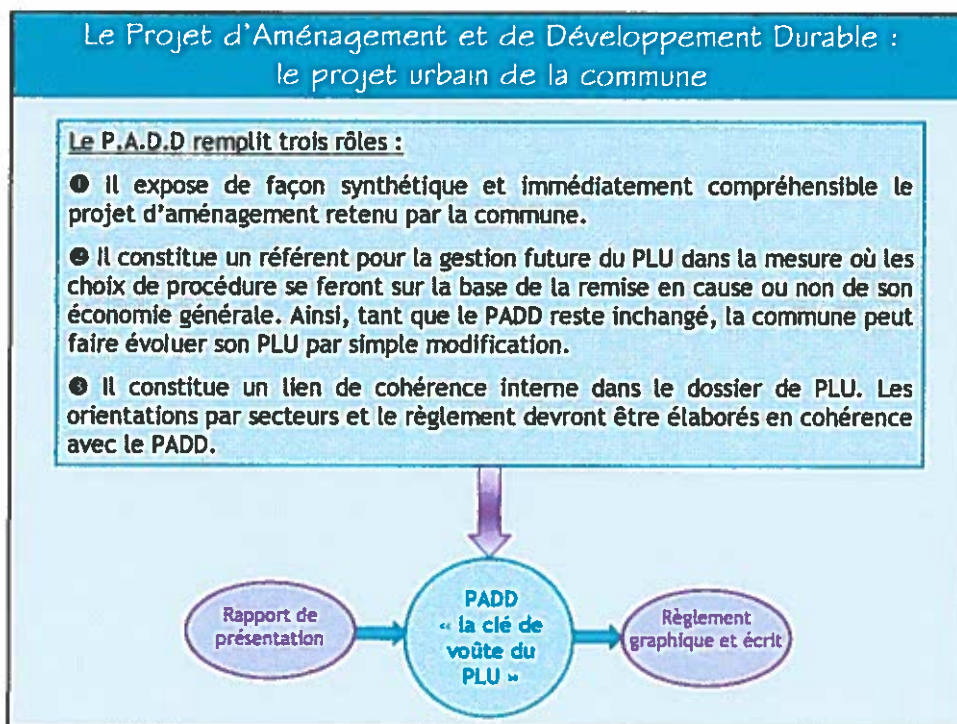 Le Projet d'Aménagement et de Développement Durable :
le projet urbain de la commune
Le P.A.D.D remplit trois rôles :
❶ Il expose de façon synthétique et immédiatement compréhensible le
projet d'aménagement retenu par la commune.
❷ Il constitue un référent pour la gestion future du PLU dans la mesure où les
choix de procédure se feront sur la base de la remise en cause ou non de son
économie générale. Ainsi, tant que le PADD reste inchangé, la commune peut
faire évoluer son PLU par simple modification.
❸ Il constitue un lien de cohérence interne dans le dossier de PLU. Les
orientations par secteurs et le règlement devront être élaborés en cohérence
avec le PADD.
Rapport de
présentation
PADD
« la clé de
voûte du
PLU »
Règlement
graphique et écrit